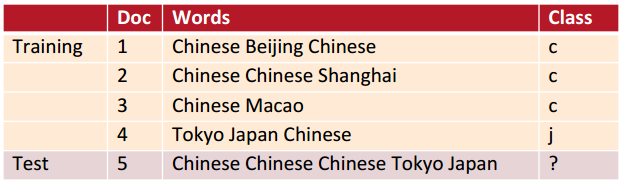 Doc Words Class
Training 1 Chinese Beijing Chinese c
2 Chinese Chinese Shanghai c
3 Chinese Macao c
4 Tokyo Japan Chinese j
Test 5 Chinese Chinese Chinese Tokyo Japan ?